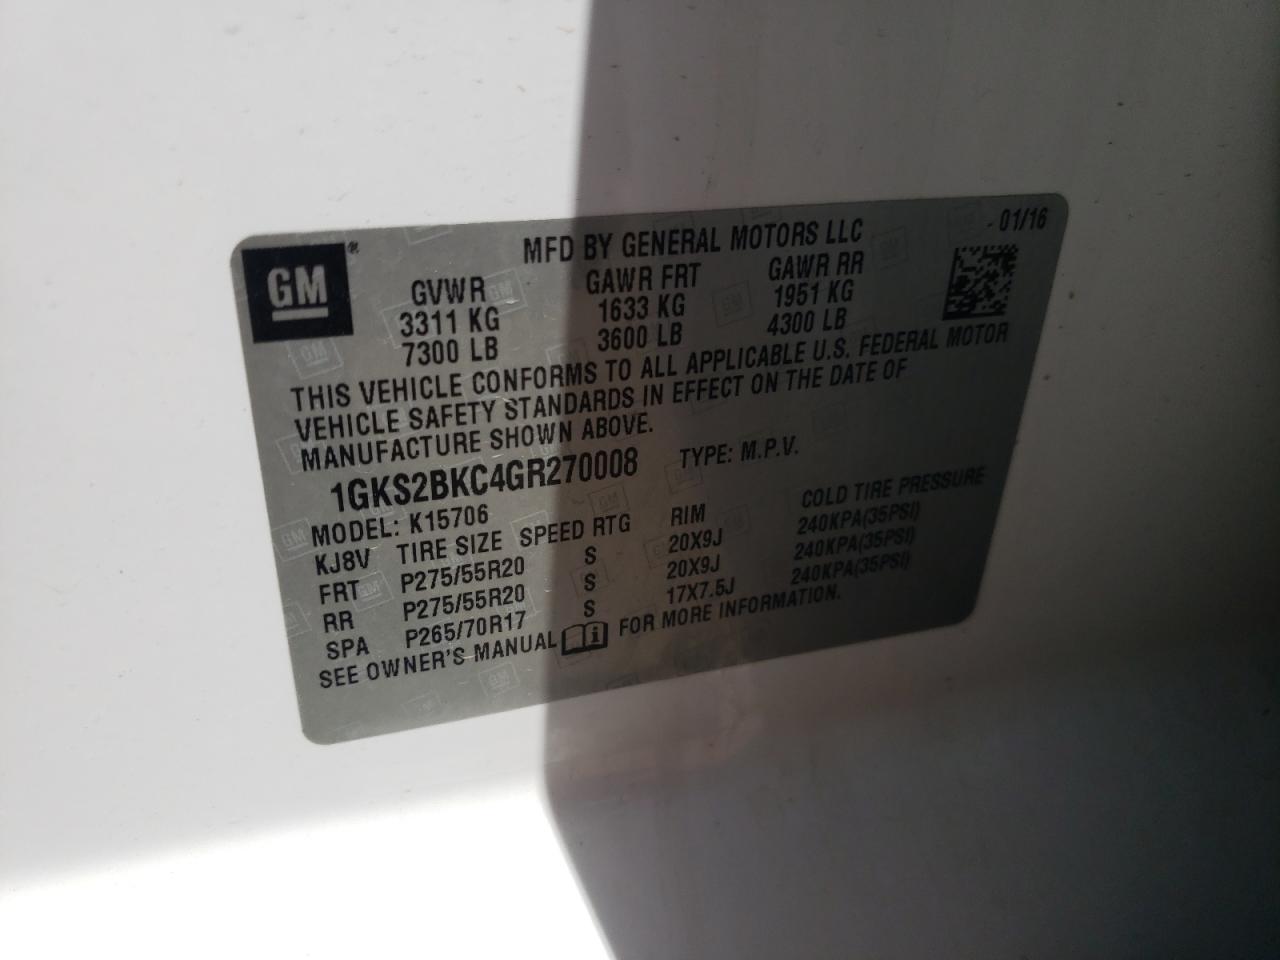 GM ®
MFD BY GENERAL MOTORS LLC 01/16
GVWR GAWR FRT GAWR RR
3311 KG 1633 KG 1951 KG
7300 LB 3600 LB 4300 LB
THIS VEHICLE CONFORMS TO ALL APPLICABLE U.S. FEDERAL MOTOR
VEHICLE SAFETY STANDARDS IN EFFECT ON THE DATE OF
MANUFACTURE SHOWN ABOVE.
1GKS2BKC4GR270008 TYPE: M.P.V.
MODEL: K15706
KJ8V TIRE SIZE SPEED RTG RIM COLD TIRE PRESSURE
FRT P275/55R20 S 20X9J 240KPA(35PSI)
RR P275/55R20 S 20X9J 240KPA(35PSI)
SPA P265/70R17 S 17X7.5J 240KPA(35PSI)
SEE OWNER'S MANUAL i FOR MORE INFORMATION.